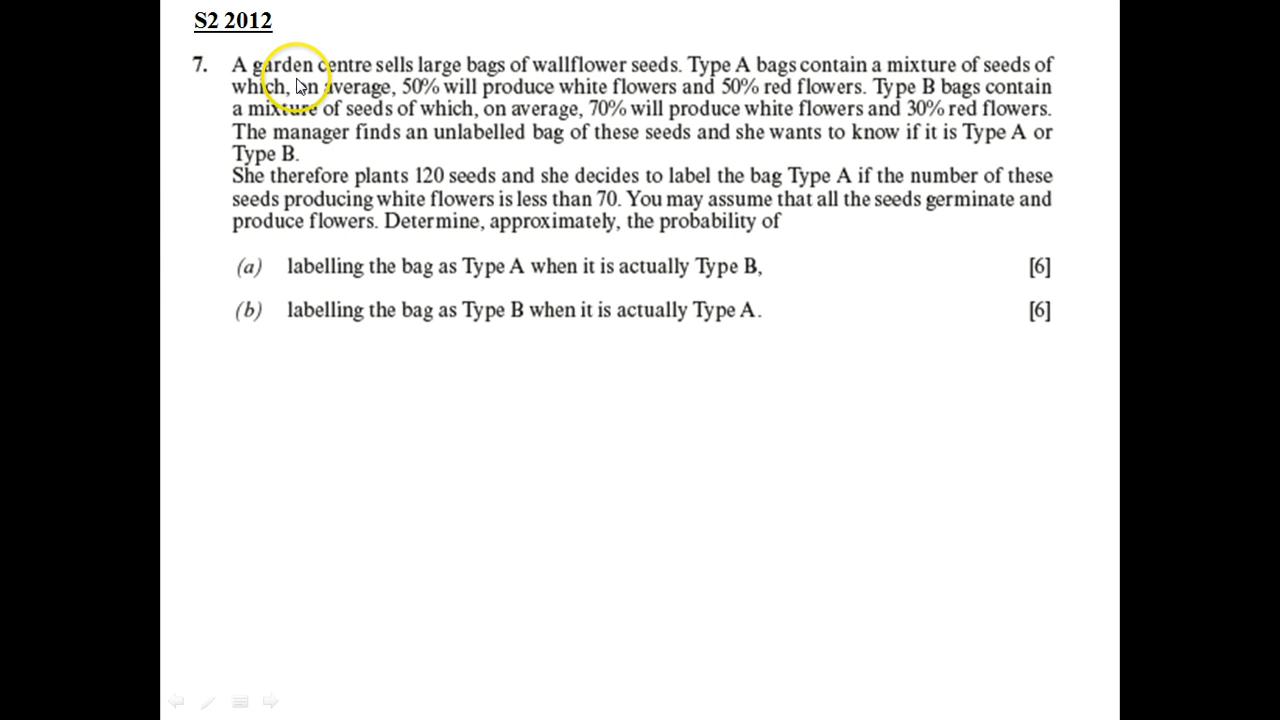 S2 2012
7. A garden centre sells large bags of wallflower seeds. Type A bags contain a mixture of seeds of
which, on average, 50% will produce white flowers and 50% red flowers. Type B bags contain
a mixture of seeds of which, on average, 70% will produce white flowers and 30% red flowers.
The manager finds an unlabelled bag of these seeds and she wants to know if it is Type A or
Type B.
She therefore plants 120 seeds and she decides to label the bag Type A if the number of these
seeds producing white flowers is less than 70. You may assume that all the seeds germinate and
produce flowers. Determine, approximately, the probability of
(a) labelling the bag as Type A when it is actually Type B, [6]
(b) labelling the bag as Type B when it is actually Type A. [6]